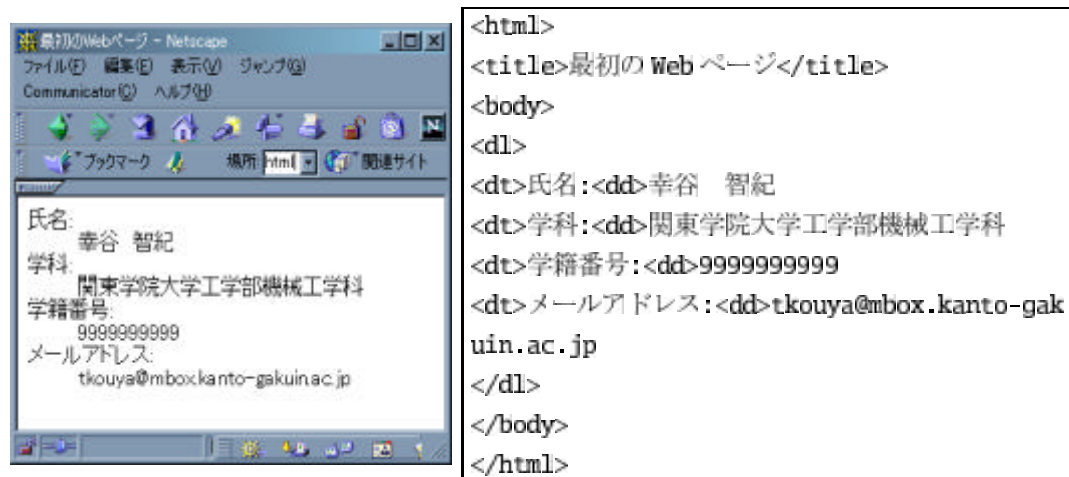 最初のWebページ - Netscape
ファイル(F) 編集(E) 表示(V) ジャンプ(G)
Communicator(C) ヘルプ(H)
ブックマーク 場所: html 関連サイト
氏名:
幸谷 智紀
学科:
関東学院大学工学部機械工学科
学籍番号:
9999999999
メールアドレス:
tkouya@mbox.kanto-gakuin.ac.jp
<html>
<title>最初の Web ページ</title>
<body>
<dl>
<dt>氏名:<dd>幸谷　智紀
<dt>学科:<dd>関東学院大学工学部機械工学科
<dt>学籍番号:<dd>9999999999
<dt>メールアドレス:<dd>tkouya@mbox.kanto-gak
uin.ac.jp
</dl>
</body>
</html>